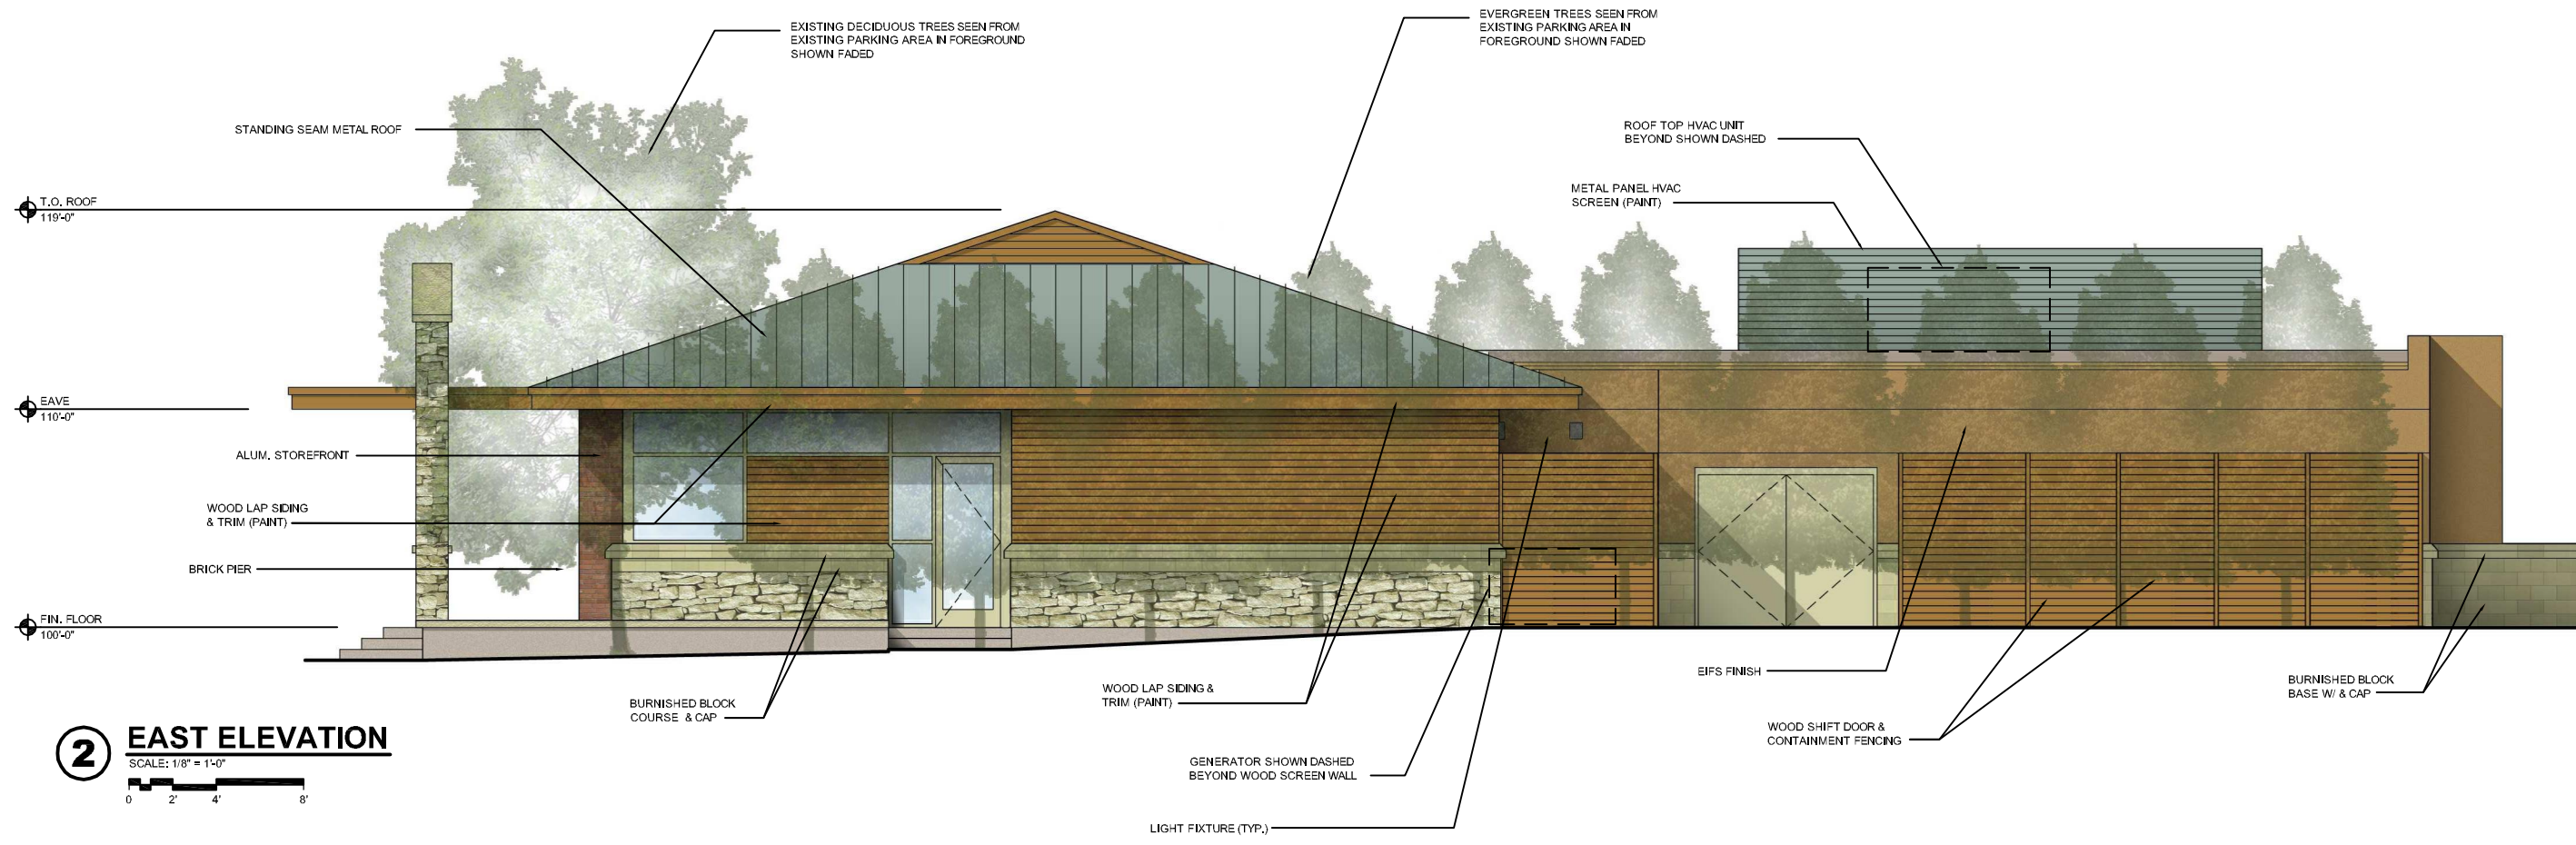 EXISTING DECIDUOUS TREES SEEN FROM
EXISTING PARKING AREA IN FOREGROUND
SHOWN FADED
EVERGREEN TREES SEEN FROM
EXISTING PARKING AREA IN
FOREGROUND SHOWN FADED
STANDING SEAM METAL ROOF
ROOF TOP HVAC UNIT
BEYOND SHOWN DASHED
METAL PANEL HVAC
SCREEN (PAINT)
T.O. ROOF
119'-0"
EAVE
110'-0"
ALUM. STOREFRONT
WOOD LAP SIDING
& TRIM (PAINT)
BRICK PIER
FIN. FLOOR
100'-0"
BURNISHED BLOCK
COURSE & CAP
WOOD LAP SIDING &
TRIM (PAINT)
EIFS FINISH
BURNISHED BLOCK
BASE W/ & CAP
WOOD SHIFT DOOR &
CONTAINMENT FENCING
GENERATOR SHOWN DASHED
BEYOND WOOD SCREEN WALL
LIGHT FIXTURE (TYP.)
2
EAST ELEVATION
SCALE: 1/8" = 1'-0"
0 2' 4' 8'